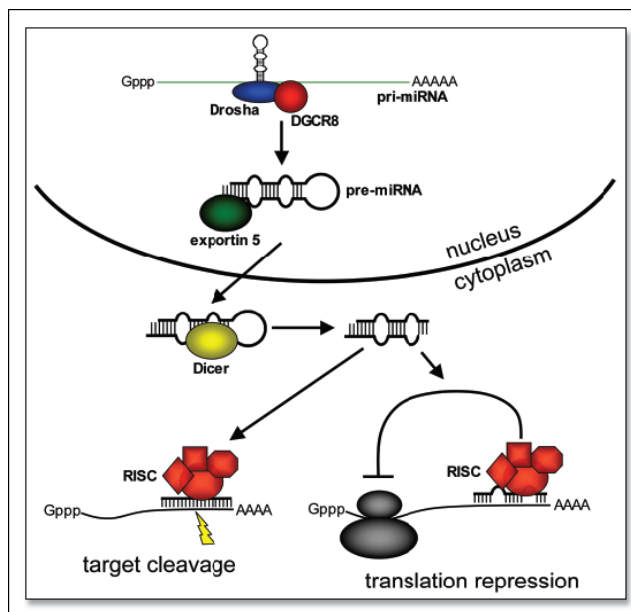 Gppp
AAAAA
pri-miRNA
Drosha
DGCR8
pre-miRNA
exportin 5
nucleus
cytoplasm
Dicer
RISC
Gppp
AAAA
target cleavage
RISC
Gppp
AAAA
translation repression